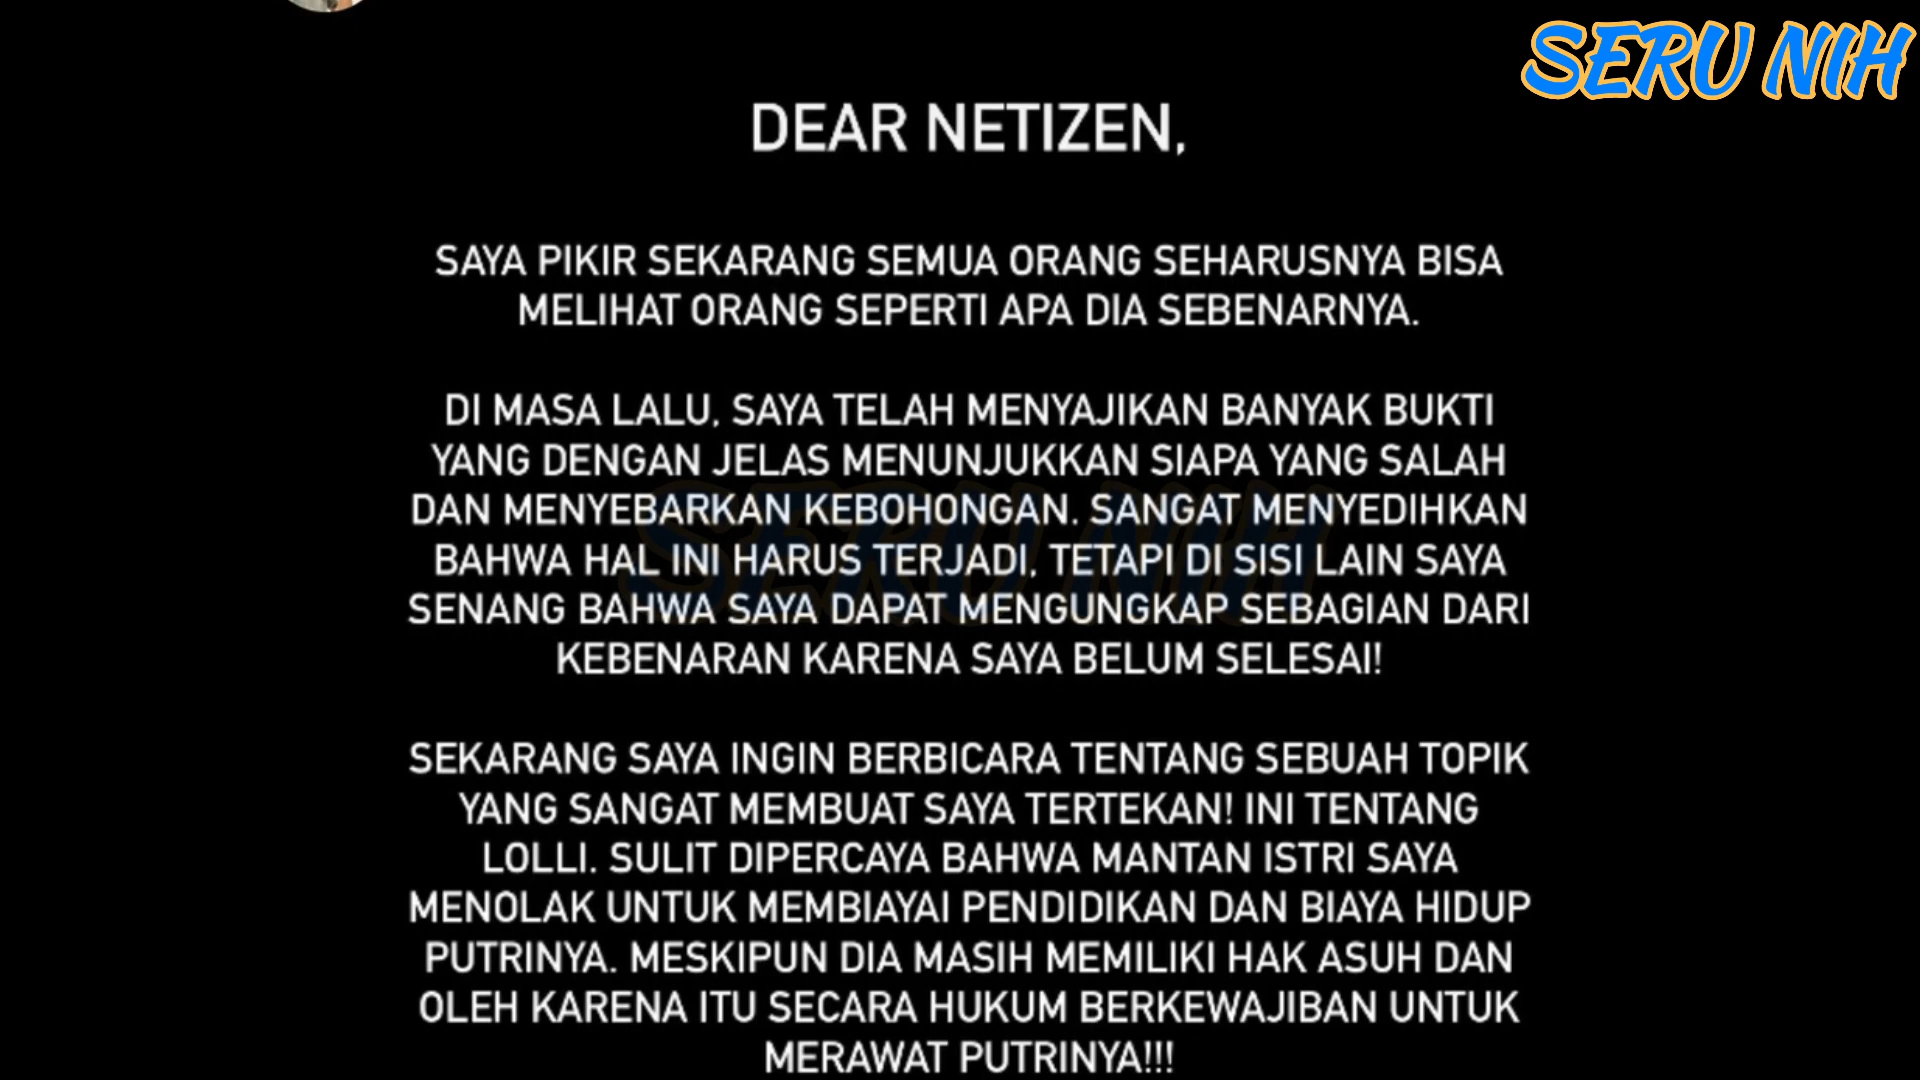 SERU NIH
DEAR NETIZEN,
SAYA PIKIR SEKARANG SEMUA ORANG SEHARUSNYA BISA
MELIHAT ORANG SEPERTI APA DIA SEBENARNYA.
DI MASA LALU, SAYA TELAH MENYAJIKAN BANYAK BUKTI
YANG DENGAN JELAS MENUNJUKKAN SIAPA YANG SALAH
DAN MENYEBARKAN KEBOHONGAN. SANGAT MENYEDIHKAN
BAHWA HAL INI HARUS TERJADI, TETAPI DI SISI LAIN SAYA
SENANG BAHWA SAYA DAPAT MENGUNGKAP SEBAGIAN DARI
KEBENARAN KARENA SAYA BELUM SELESAI!
SEKARANG SAYA INGIN BERBICARA TENTANG SEBUAH TOPIK
YANG SANGAT MEMBUAT SAYA TERTEKAN! INI TENTANG
LOLLI. SULIT DIPERCAYA BAHWA MANTAN ISTRI SAYA
MENOLAK UNTUK MEMBIAYAI PENDIDIKAN DAN BIAYA HIDUP
PUTRINYA. MESKIPUN DIA MASIH MEMILIKI HAK ASUH DAN
OLEH KARENA ITU SECARA HUKUM BERKEWAJIBAN UNTUK
MERAWAT PUTRINYA!!!
SERU NIH